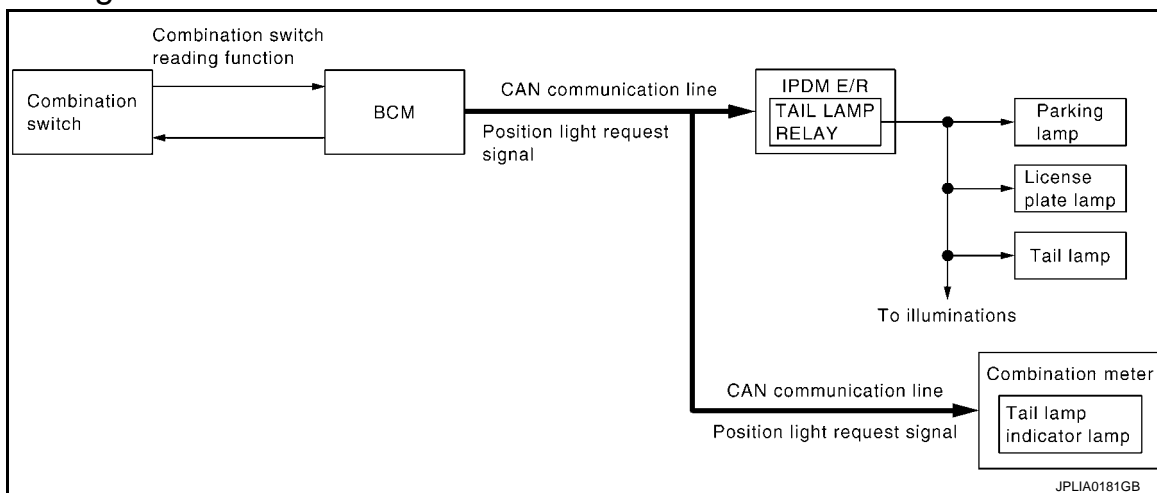 Combination switch
reading function
Combination
switch
BCM
CAN communication line
Position light request
signal
IPDM E/R
TAIL LAMP
RELAY
Parking
lamp
License
plate lamp
Tail lamp
To illuminations
CAN communication line
Position light request signal
Combination meter
Tail lamp
indicator lamp
JPLIA0181GB